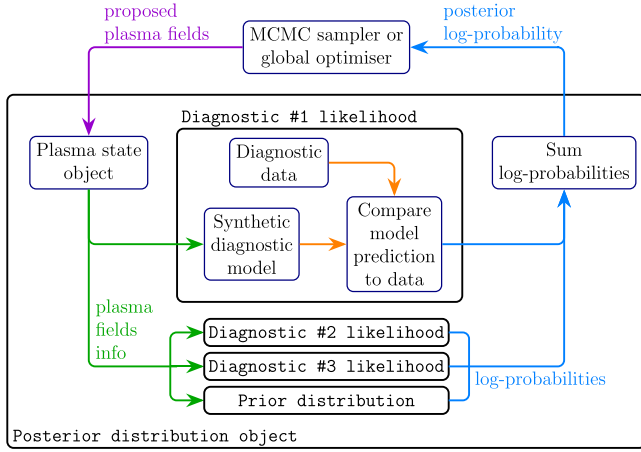 proposed
plasma fields
MCMC sampler or
global optimiser
posterior
log-probability
Diagnostic #1 likelihood
Plasma state
object
Diagnostic
data
Sum
log-probabilities
Synthetic
diagnostic
model
Compare
model
prediction
to data
plasma
fields
info
Diagnostic #2 likelihood
Diagnostic #3 likelihood
log-probabilities
Prior distribution
Posterior distribution object